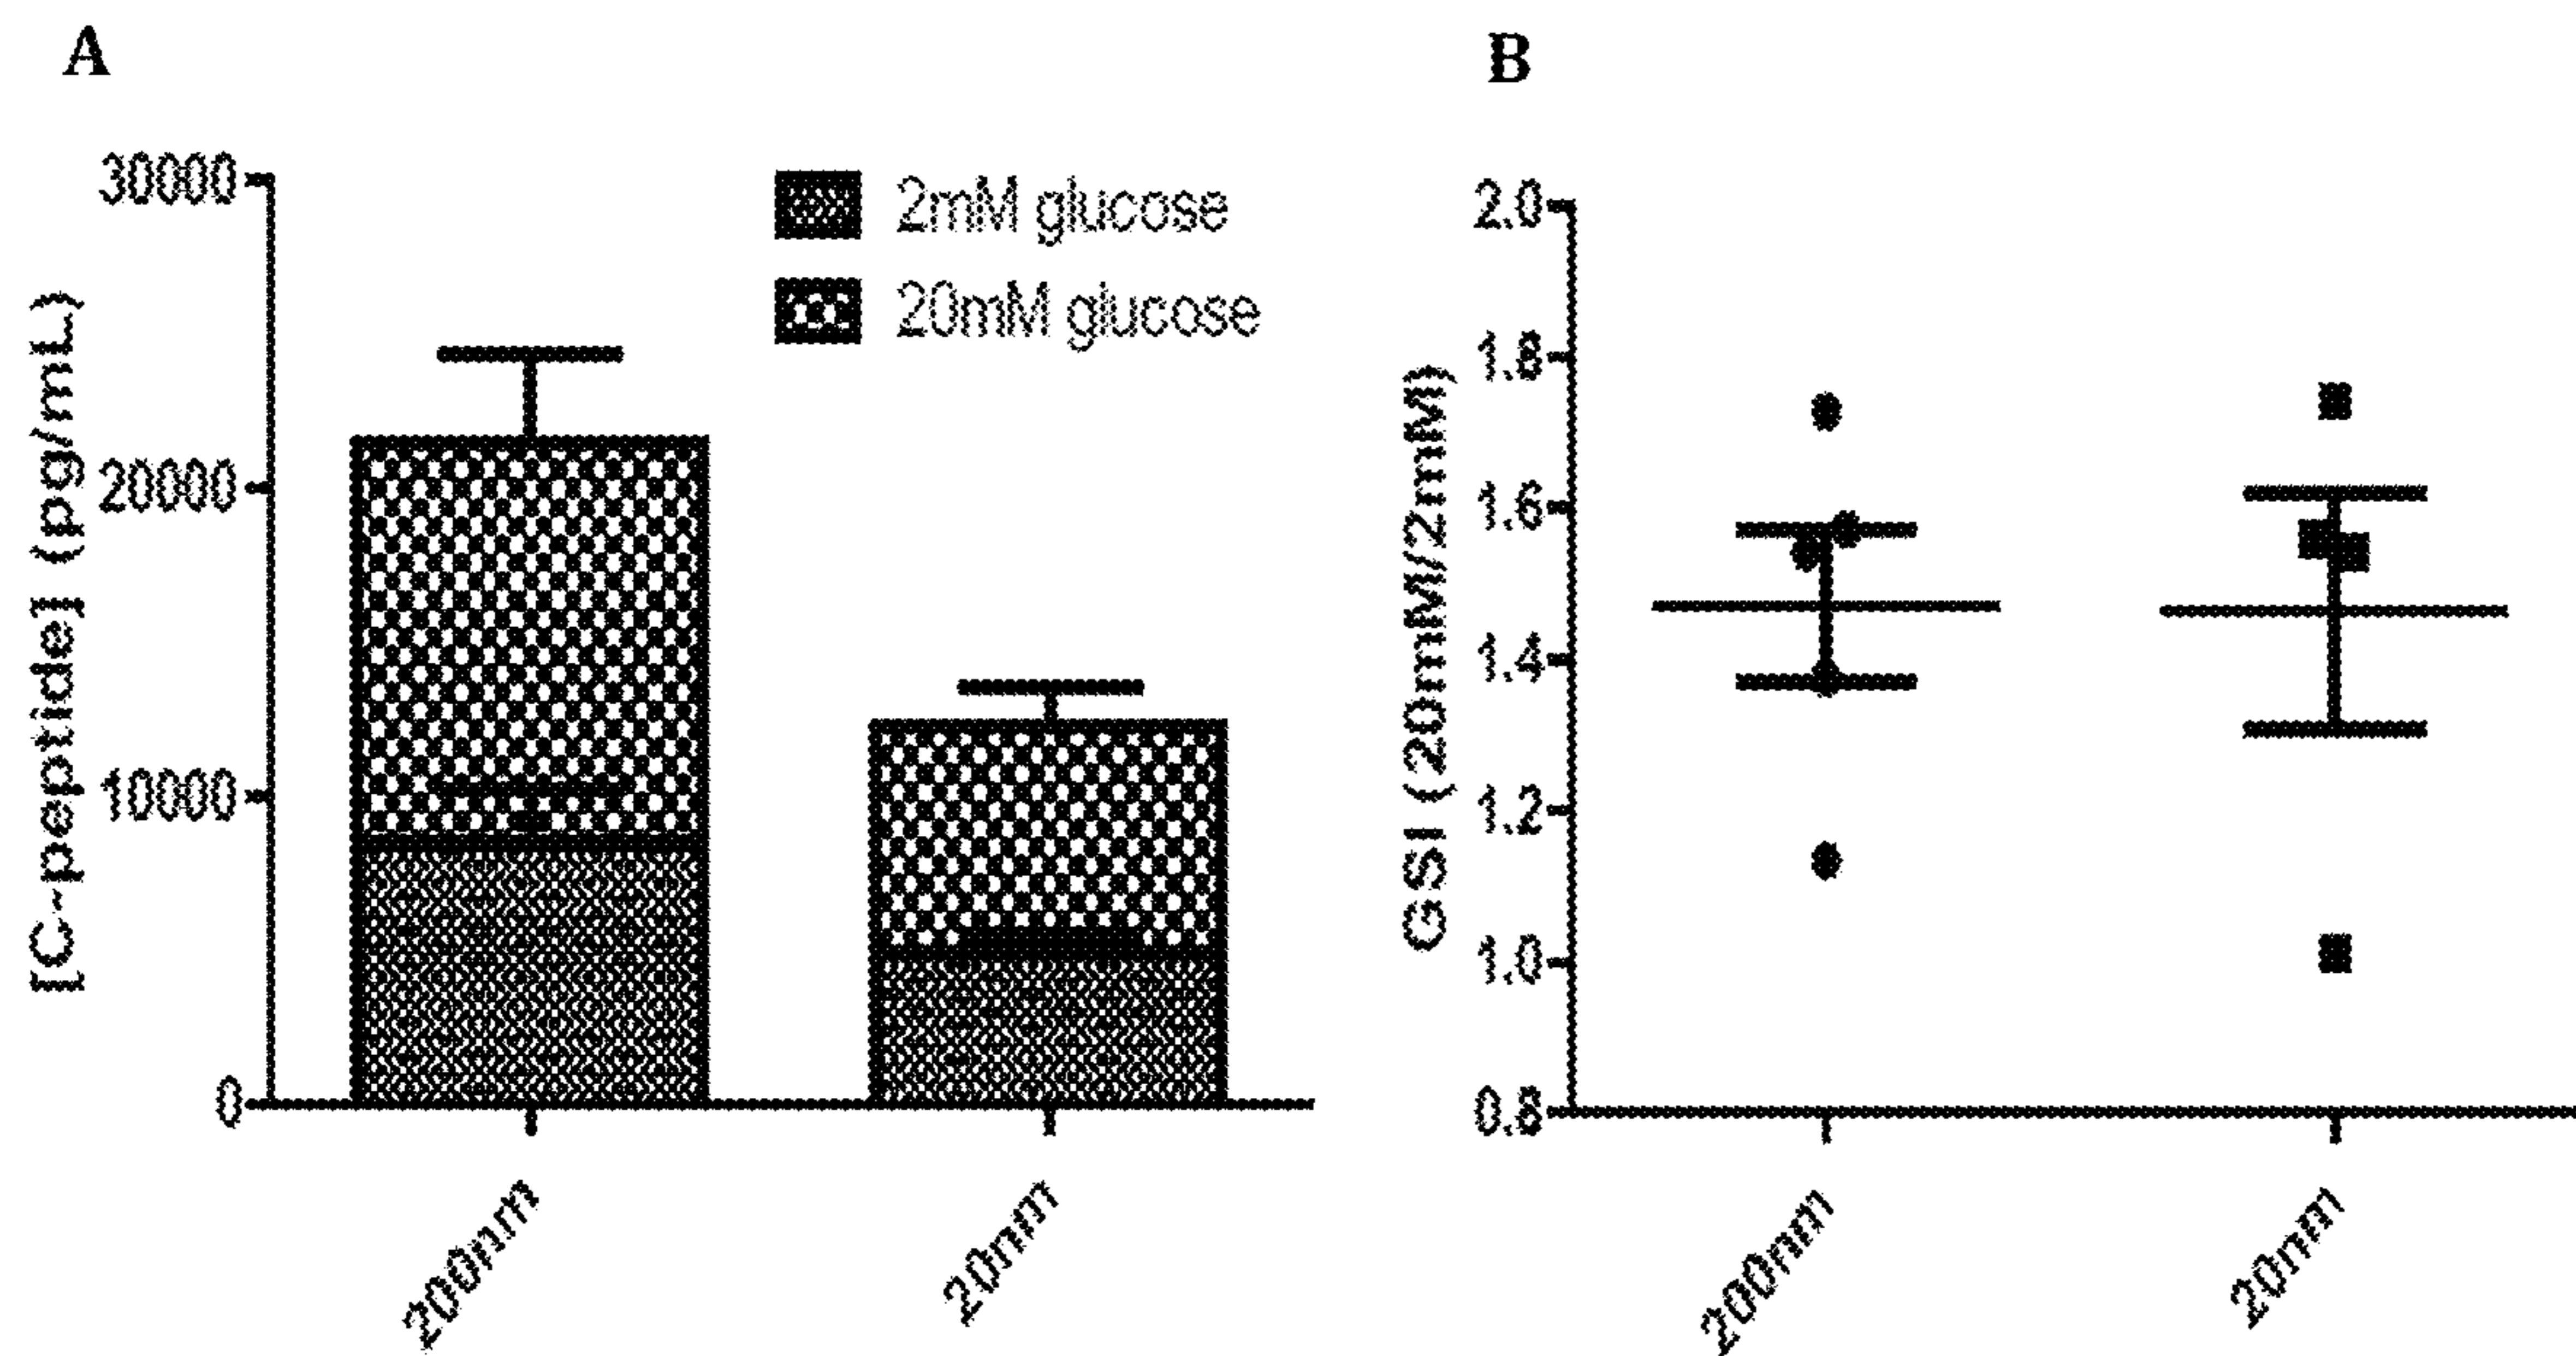 A
B
[C-peptide] (pg/mL)
30000
20000
10000
0
2mM glucose
20mM glucose
200nm
20nm
GSI (20mM/2mM)
2.0
1.8
1.6
1.4
1.2
1.0
0.8
200nm
20nm